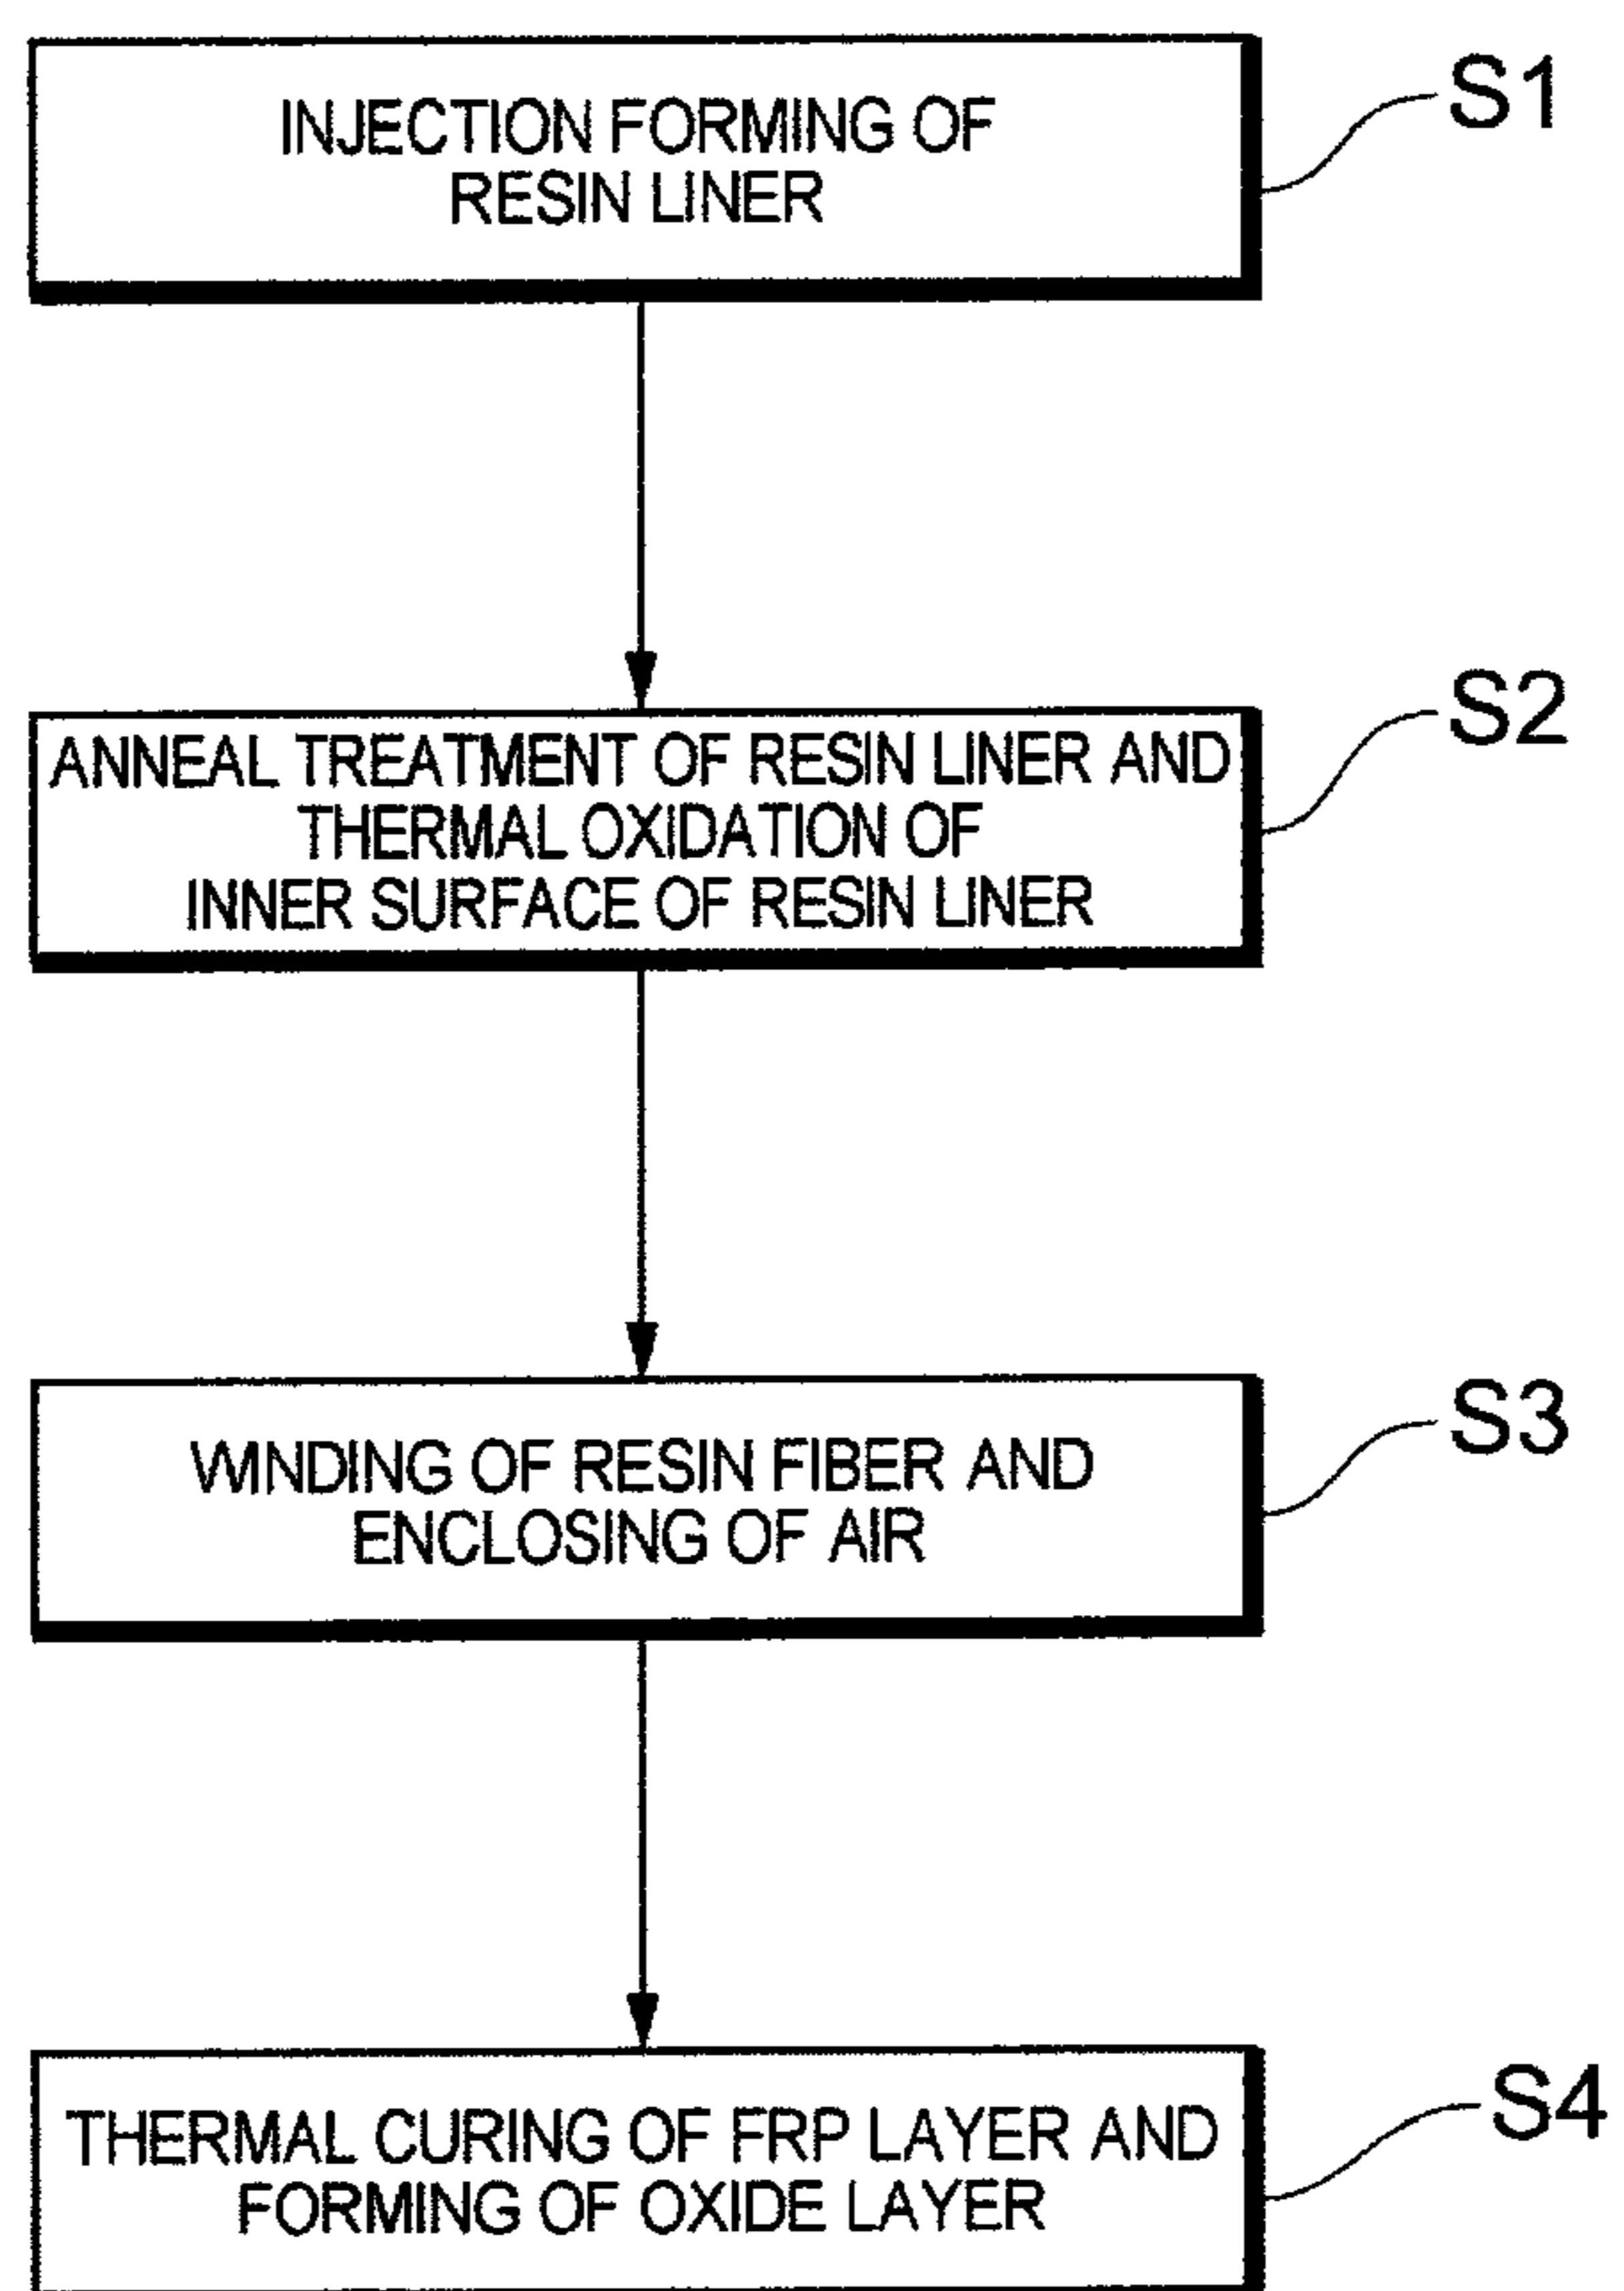 INJECTION FORMING OF
RESIN LINER
S1
ANNEAL TREATMENT OF RESIN LINER AND
THERMAL OXIDATION OF
INNER SURFACE OF RESIN LINER
S2
WINDING OF RESIN FIBER AND
ENCLOSING OF AIR
S3
THERMAL CURING OF FRP LAYER AND
FORMING OF OXIDE LAYER
S4